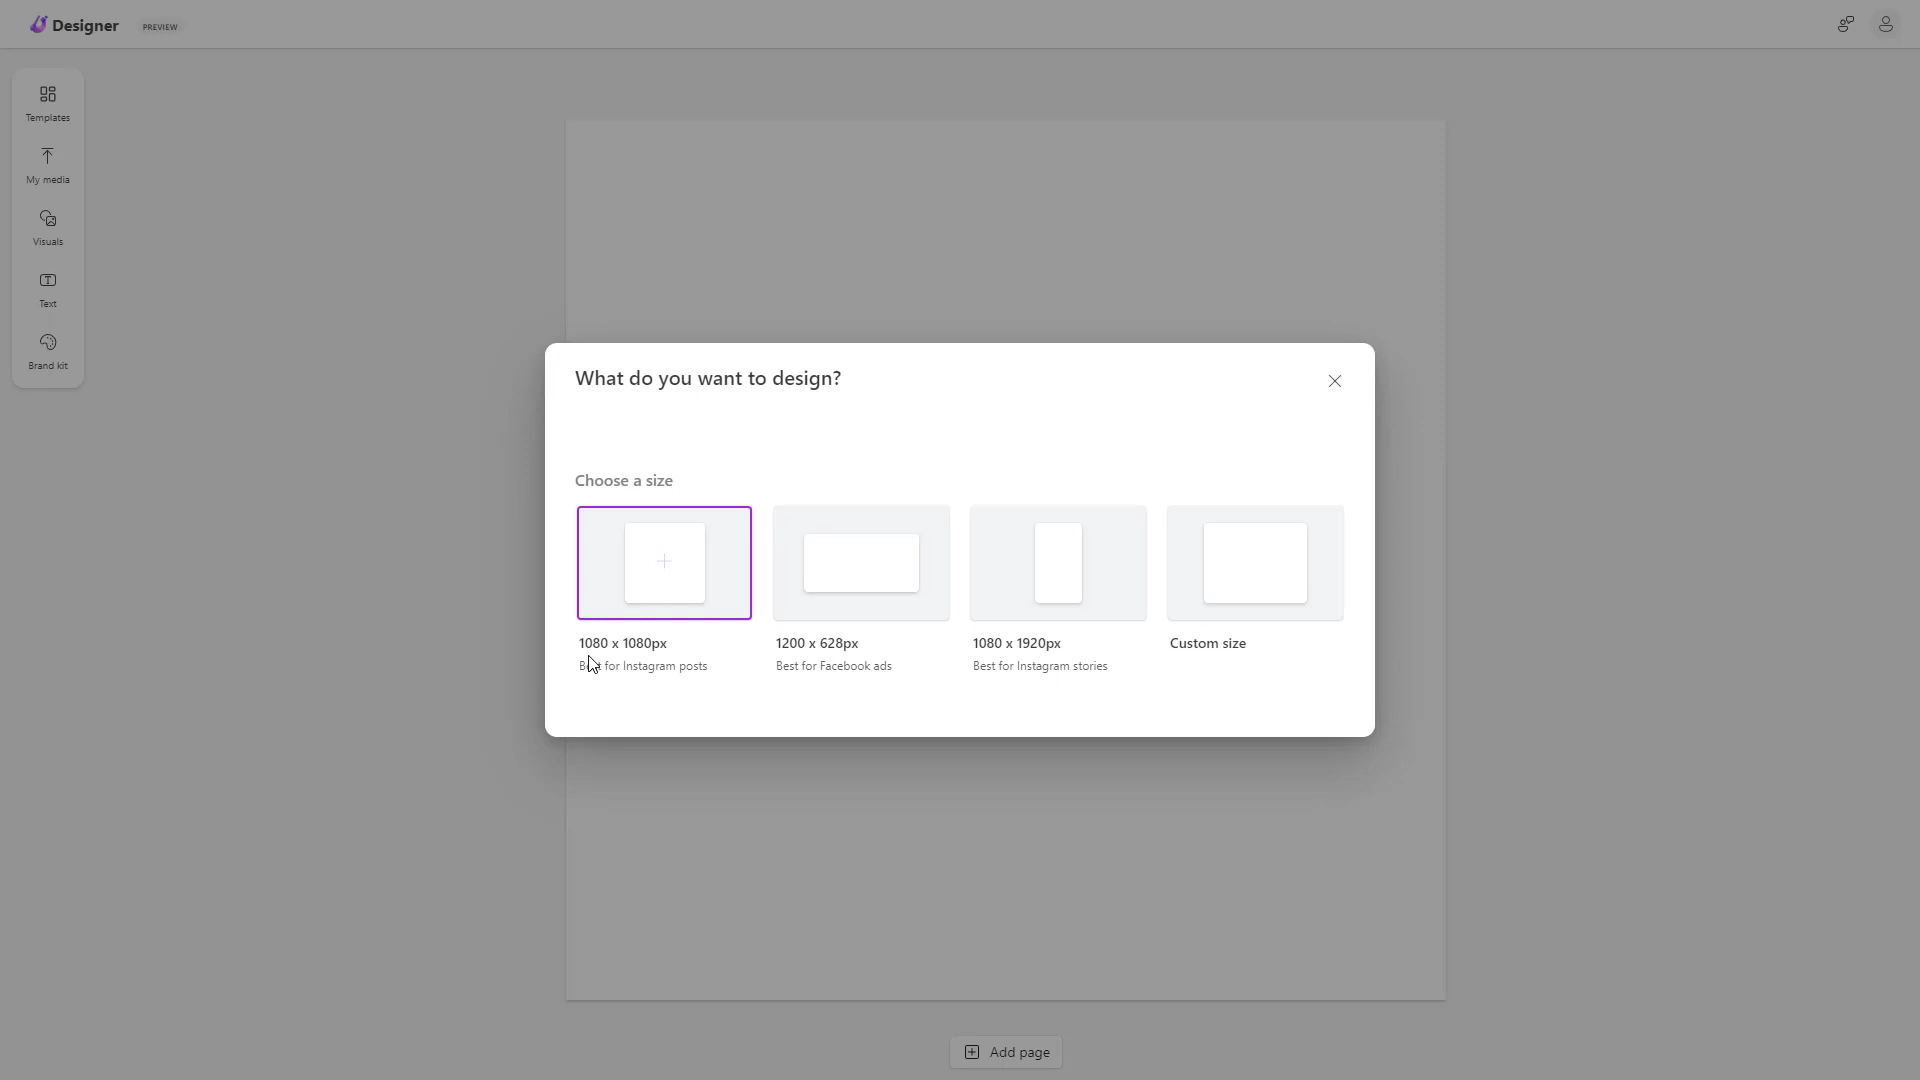 Designer PREVIEW
Templates
My media
Visuals
Text
Brand kit
What do you want to design?
Choose a size
1080 x 1080px
Best for Instagram posts
1200 x 628px
Best for Facebook ads
1080 x 1920px
Best for Instagram stories
Custom size
Add page